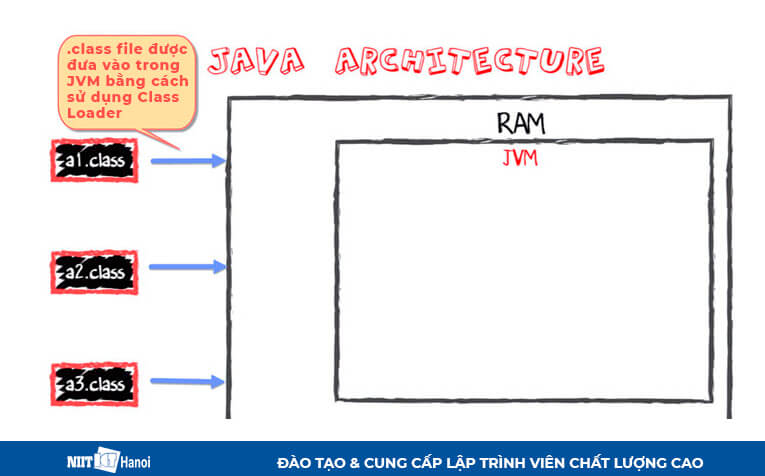 .class file được
đưa vào trong
JVM bằng cách
sử dụng Class
Loader
JAVA ARCHITECTURE
RAM
JVM
a1.class
a2.class
a3.class
NIIT ICT Hanoi
ĐÀO TẠO & CUNG CẤP LẬP TRÌNH VIÊN CHẤT LƯỢNG CAO